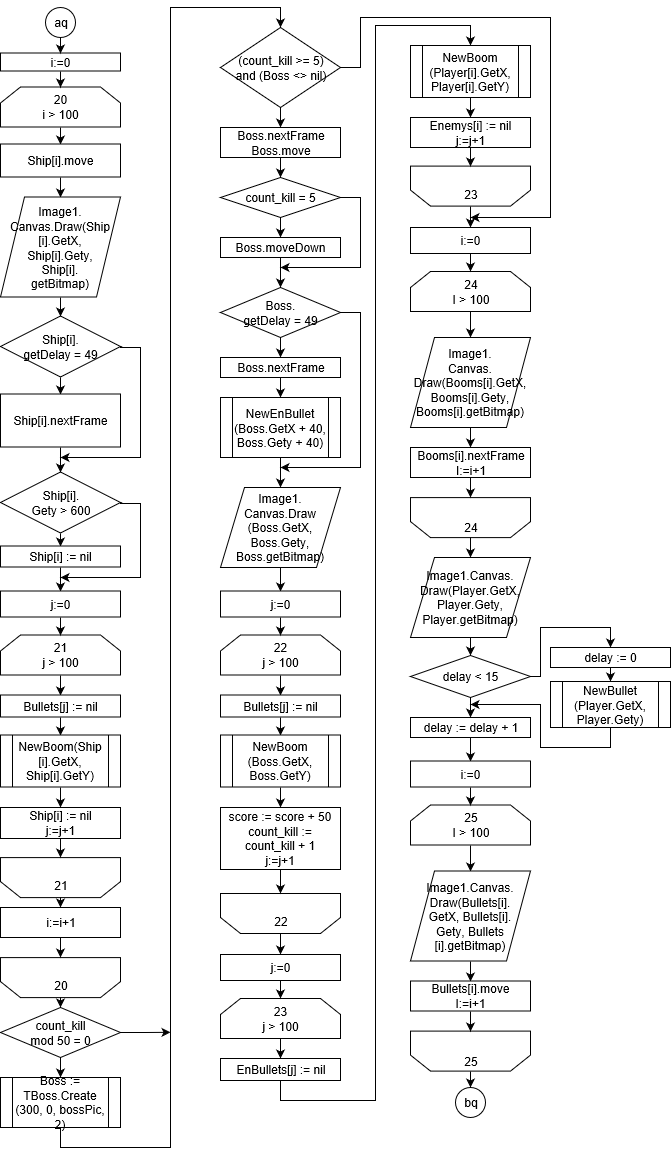 aq
i:=0
20
i > 100
Ship[i].move
Image1.
Canvas.Draw(Ship
[i].GetX,
Ship[i].Gety,
Ship[i].
getBitmap)
Ship[i].
getDelay = 49
Ship[i].nextFrame
Ship[i].
Gety > 600
Ship[i] := nil
j:=0
21
j > 100
Bullets[j] := nil
NewBoom(Ship
[i].GetX,
Ship[i].GetY)
Ship[i] := nil
j:=j+1
21
i:=i+1
20
count_kill
mod 50 = 0
Boss :=
TBoss.Create
(300, 0, bossPic,
2)
(count_kill >= 5)
and (Boss <> nil)
Boss.nextFrame
Boss.move
count_kill = 5
Boss.moveDown
Boss.
getDelay = 49
Boss.nextFrame
NewEnBullet
(Boss.GetX + 40,
Boss.Gety + 40)
Image1.
Canvas.Draw
(Boss.GetX,
Boss.Gety,
Boss.getBitmap)
j:=0
22
j > 100
Bullets[j] := nil
NewBoom
(Boss.GetX,
Boss.GetY)
score := score + 50
count_kill :=
count_kill + 1
j:=j+1
22
j:=0
23
j > 100
EnBullets[j] := nil
NewBoom
(Player[i].GetX,
Player[i].GetY)
Enemys[i] := nil
j:=j+1
23
i:=0
24
I > 100
Image1.
Canvas.
Draw(Booms[i].GetX,
Booms[i].Gety,
Booms[i].getBitmap)
Booms[i].nextFrame
I:=i+1
24
Image1.Canvas.
Draw(Player.GetX,
Player.Gety,
Player.getBitmap)
delay < 15
delay := 0
NewBullet
(Player.GetX,
Player.Gety)
delay := delay + 1
i:=0
25
I > 100
Image1.Canvas.
Draw(Bullets[i].
GetX, Bullets[i].
Gety, Bullets
[i].getBitmap)
Bullets[i].move
I:=i+1
25
bq